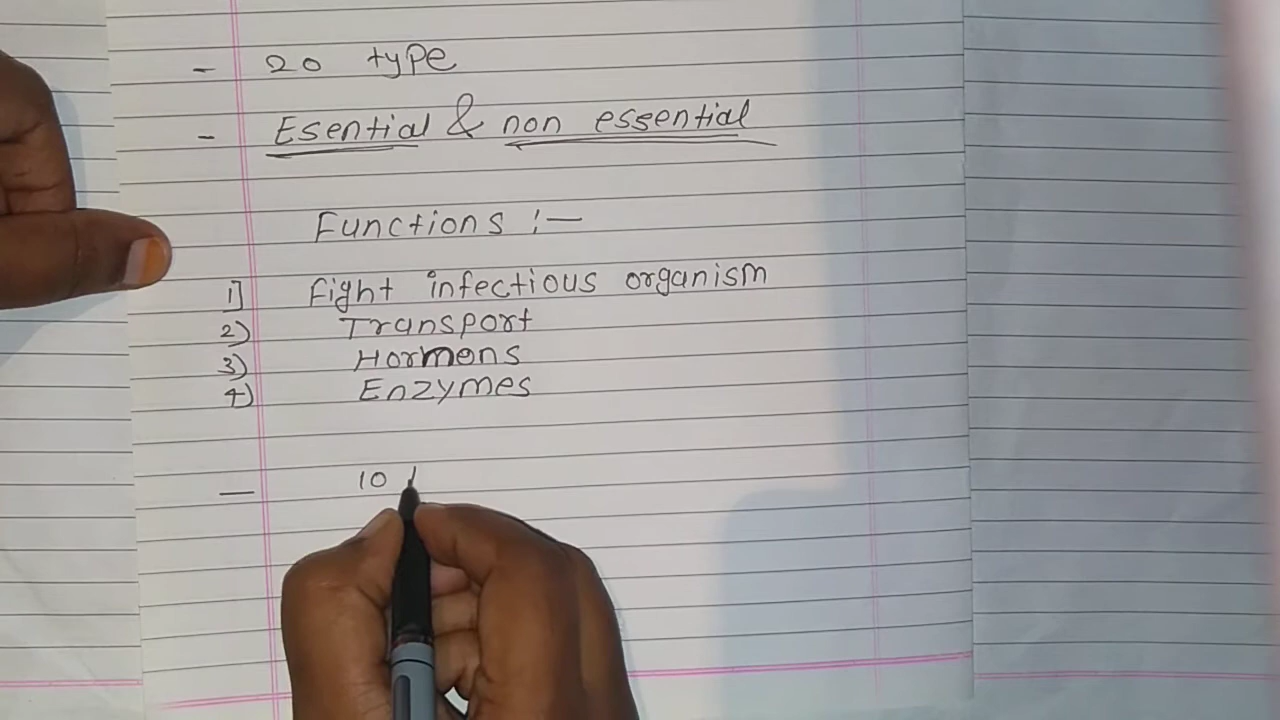 - 20 type
- Esential & non essential
Functions :-
1] Fight infectious organism
2) Transport
3) Hormons
4) Enzymes
- 10